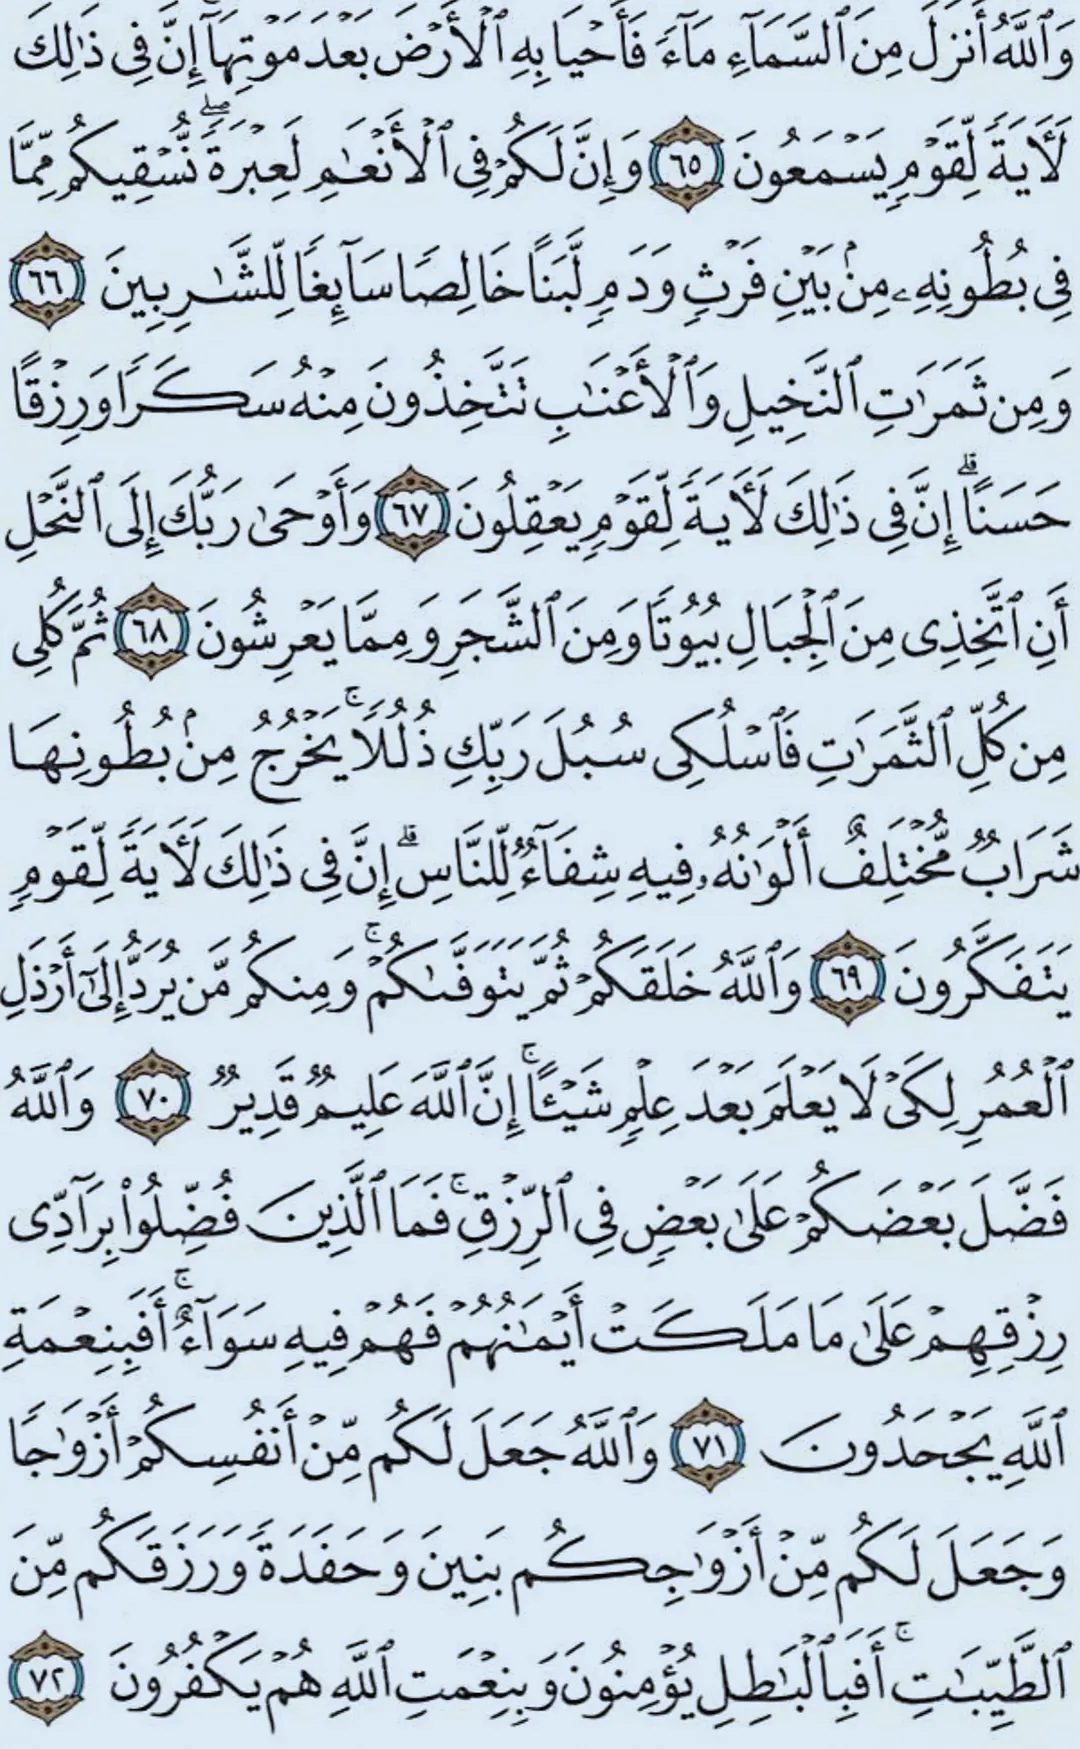 وَٱللَّهُ أَنزَلَ مِنَ ٱلسَّمَآءِ مَآءً فَأَحۡيَا بِهِ ٱلۡأَرۡضَ بَعۡدَ مَوۡتِهَآۚ إِنَّ فِي ذَٰلِكَ
لَأٓيَةً لِّقَوۡمٍ يَسۡمَعُونَ ٦٥ وَإِنَّ لَكُمۡ فِي ٱلۡأَنۡعَٰمِ لَعِبۡرَةًۖ نُّسۡقِيكُم مِّمَّا
فِي بُطُونِهِۦ مِنۢ بَيۡنِ فَرۡثٍ وَدَمٍ لَّبَنًا خَالِصًا سَآئِغًا لِّلشَّٰرِبِينَ ٦٦
وَمِن ثَمَرَٰتِ ٱلنَّخِيلِ وَٱلۡأَعۡنَٰبِ تَتَّخِذُونَ مِنۡهُ سَكَرًا وَرِزۡقًا
حَسَنًاۗ إِنَّ فِي ذَٰلِكَ لَأٓيَةً لِّقَوۡمٍ يَعۡقِلُونَ ٦٧ وَأَوۡحَىٰ رَبُّكَ إِلَى ٱلنَّحۡلِ
أَنِ ٱتَّخِذِي مِنَ ٱلۡجِبَالِ بُيُوتًا وَمِنَ ٱلشَّجَرِ وَمِمَّا يَعۡرِشُونَ ٦٨ ثُمَّ كُلِي
مِن كُلِّ ٱلثَّمَرَٰتِ فَٱسۡلُكِي سُبُلَ رَبِّكِ ذُلُلًاۚ يَخۡرُجُ مِنۢ بُطُونِهَا
شَرَابٌ مُّخۡتَلِفٌ أَلۡوَٰنُهُۥ فِيهِ شِفَآءٌ لِّلنَّاسِۗ إِنَّ فِي ذَٰلِكَ لَأٓيَةً لِّقَوۡمٍ
يَتَفَكَّرُونَ ٦٩ وَٱللَّهُ خَلَقَكُمۡ ثُمَّ يَتَوَفَّىٰكُمۡۚ وَمِنكُم مَّن يُرَدُّ إِلَىٰٓ أَرۡذَلِ
ٱلۡعُمُرِ لِكَيۡ لَا يَعۡلَمَ بَعۡدَ عِلۡمٍ شَيۡـًٔاۚ إِنَّ ٱللَّهَ عَلِيمٌ قَدِيرٌ ٧٠ وَٱللَّهُ
فَضَّلَ بَعۡضَكُمۡ عَلَىٰ بَعۡضٍ فِي ٱلرِّزۡقِۚ فَمَا ٱلَّذِينَ فُضِّلُواْ بِرَآدِّي
رِزۡقِهِمۡ عَلَىٰ مَا مَلَكَتۡ أَيۡمَٰنُهُمۡ فَهُمۡ فِيهِ سَوَآءٌۚ أَفَبِنِعۡمَةِ
ٱللَّهِ يَجۡحَدُونَ ٧١ وَٱللَّهُ جَعَلَ لَكُم مِّنۡ أَنفُسِكُمۡ أَزۡوَٰجًا
وَجَعَلَ لَكُم مِّنۡ أَزۡوَٰجِكُم بَنِينَ وَحَفَدَةً وَرَزَقَكُم مِّنَ
ٱلطَّيِّبَٰتِۚ أَفَبِٱلۡبَٰطِلِ يُؤۡمِنُونَ وَبِنِعۡمَتِ ٱللَّهِ هُمۡ يَكۡفُرُونَ ٧٢